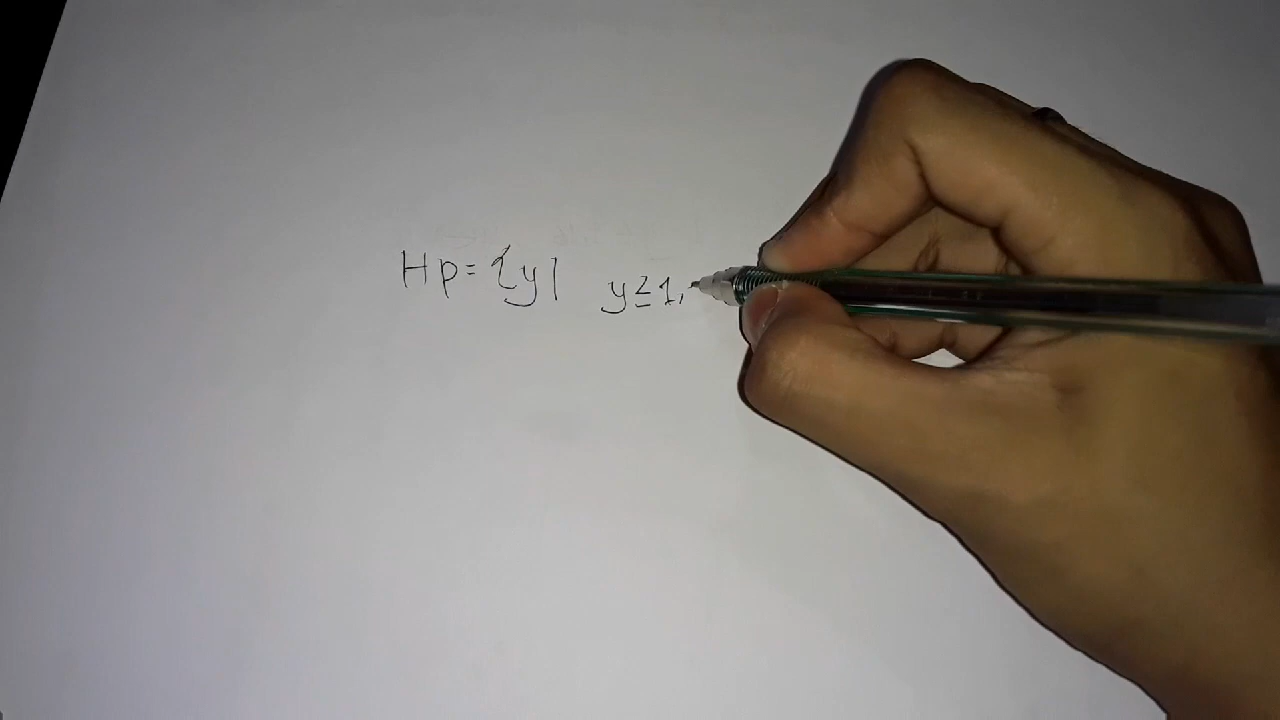 Hp = {y| y ≥ 1,